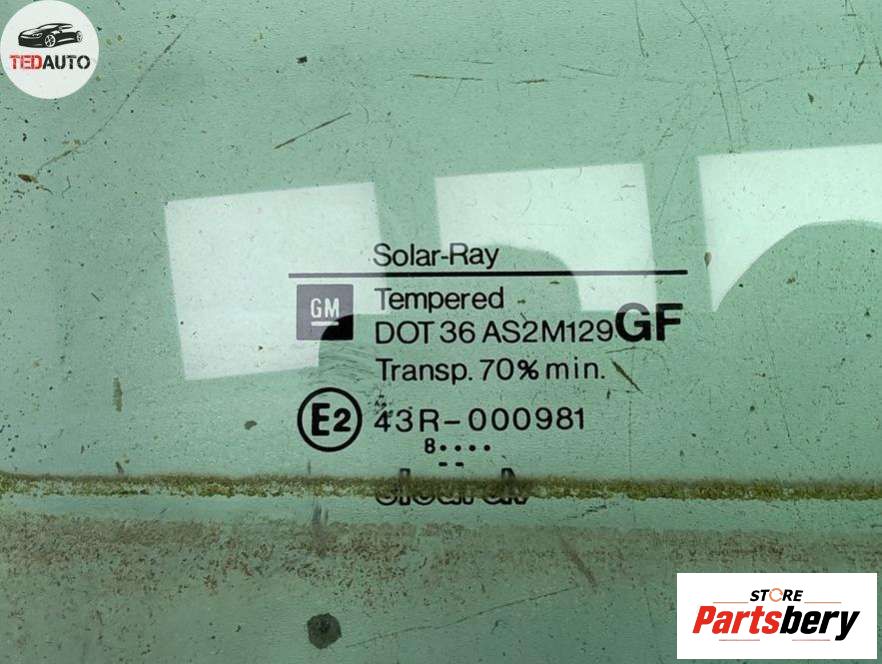 TEDAUTO
Solar-Ray
GM
Tempered
DOT 36 AS2M129 GF
Transp. 70% min.
E2 43R-000981
8....
--
STORE
Partsbery